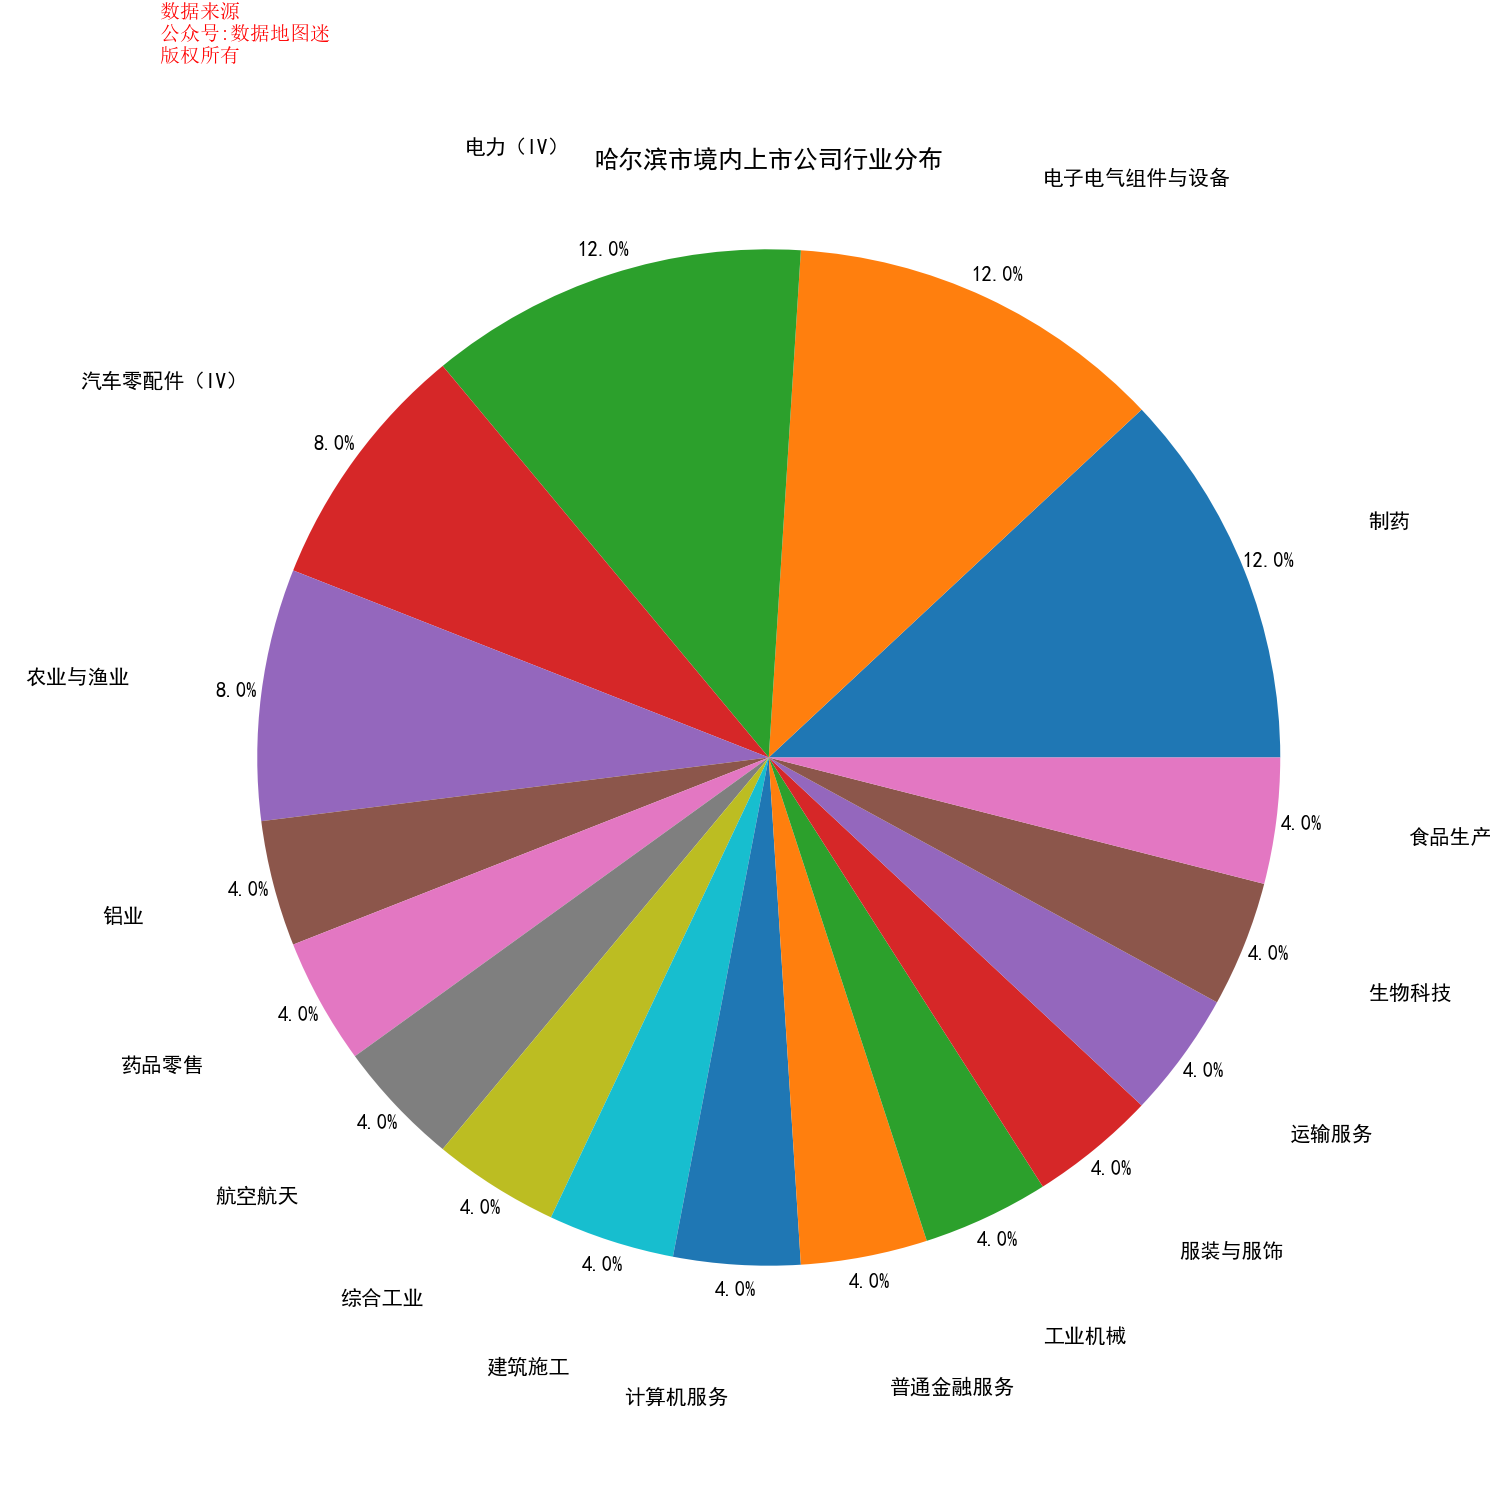 数据来源
公众号:数据地图迷
版权所有
哈尔滨市境内上市公司行业分布
电力（IV）
电子电气组件与设备
12.0%
12.0%
汽车零配件（IV）
8.0%
制药
12.0%
农业与渔业
8.0%
4.0%
食品生产
铝业
4.0%
4.0%
生物科技
4.0%
药品零售
4.0%
运输服务
4.0%
航空航天
4.0%
服装与服饰
4.0%
4.0%
工业机械
综合工业
4.0%
4.0%
4.0%
建筑施工
计算机服务
普通金融服务